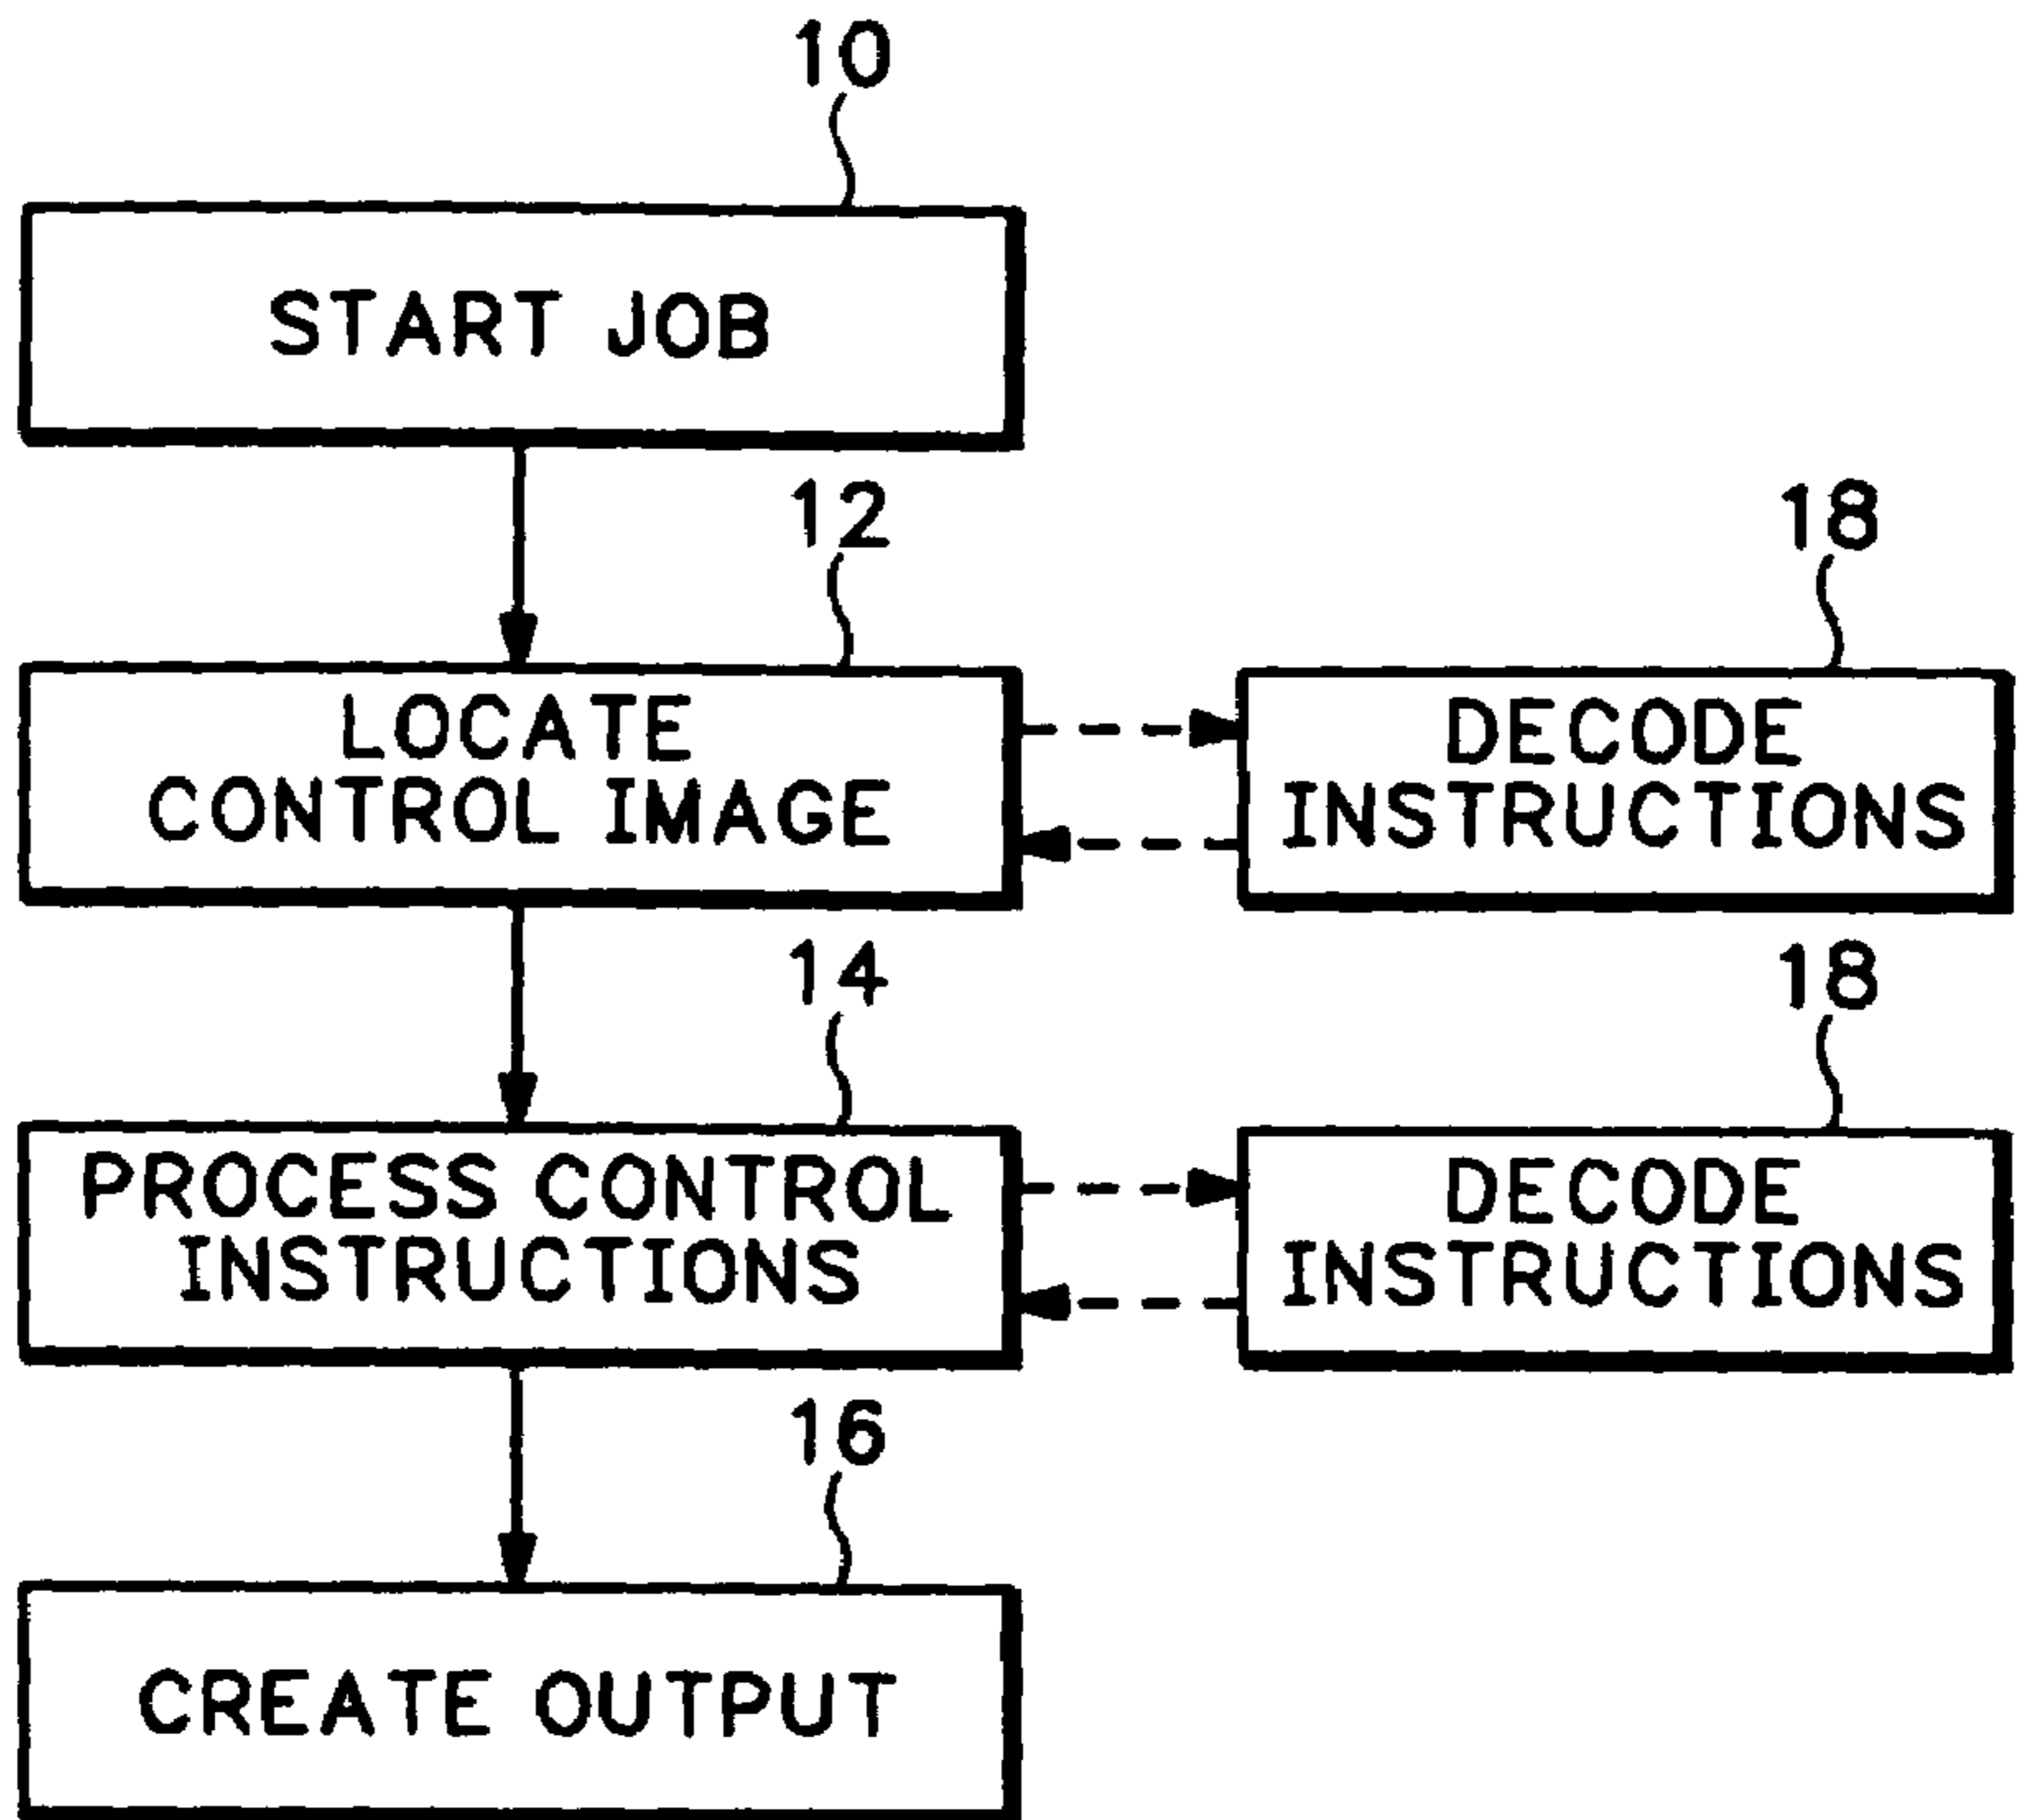 10
START JOB
12
LOCATE
CONTROL IMAGE
18
DECODE
INSTRUCTIONS
14
PROCESS CONTROL
INSTRUCTIONS
18
DECODE
INSTRUCTIONS
16
CREATE OUTPUT